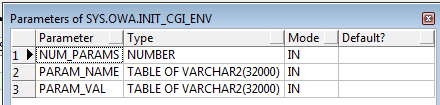 Parameters of SYS.OWA.INIT_CGI_ENV
Parameter Type Mode Default?
1 NUM_PARAMS NUMBER IN
2 PARAM_NAME TABLE OF VARCHAR2(32000) IN
3 PARAM_VAL TABLE OF VARCHAR2(32000) IN